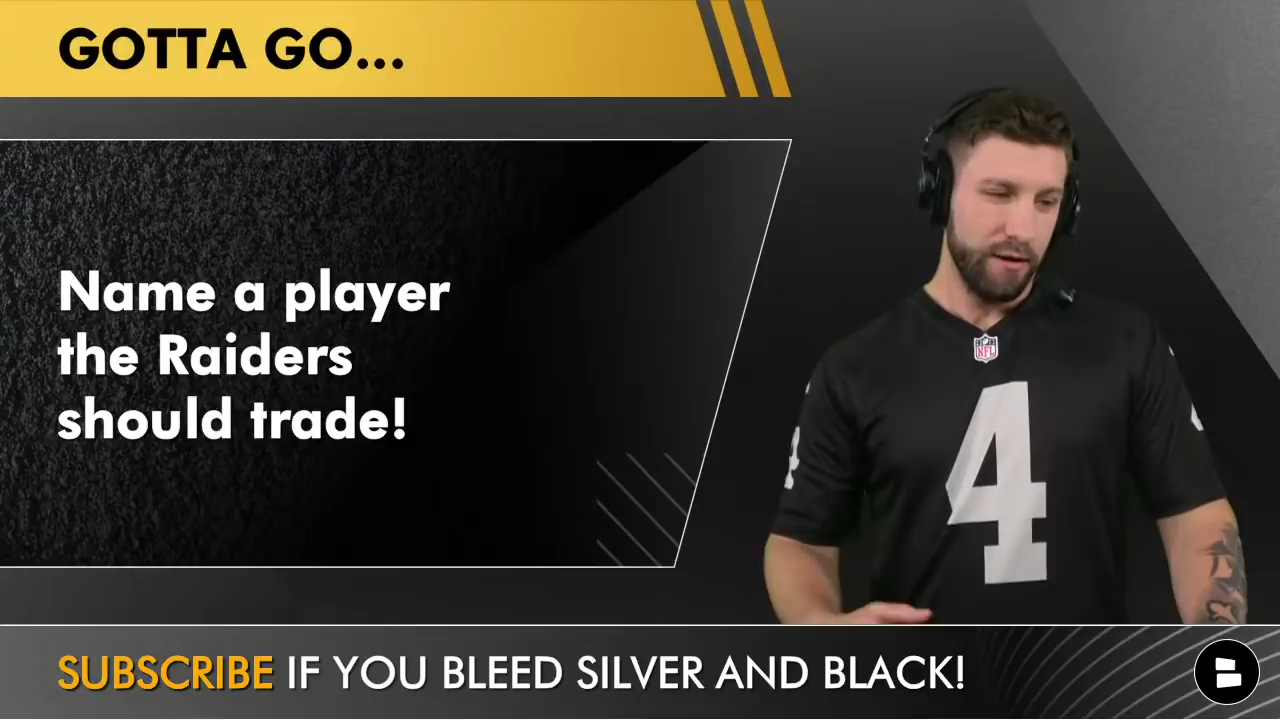 GOTTA GO...
Name a player
the Raiders
should trade!
NFL
4
SUBSCRIBE IF YOU BLEED SILVER AND BLACK!